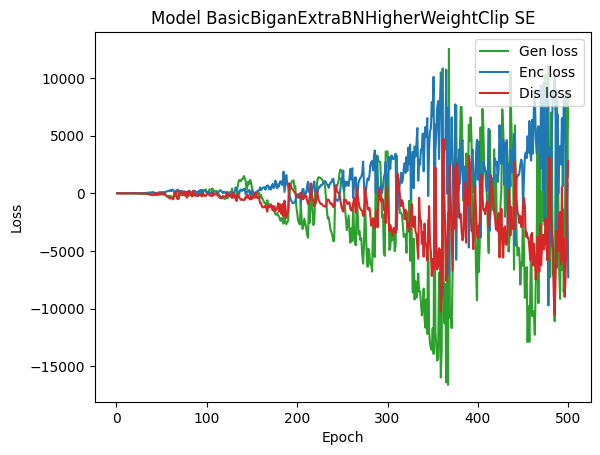 Model BasicBiganExtraBNHigherWeightClip SE
Gen loss
Enc loss
Dis loss
10000
5000
0
−5000
−10000
−15000
Loss
0 100 200 300 400 500
Epoch